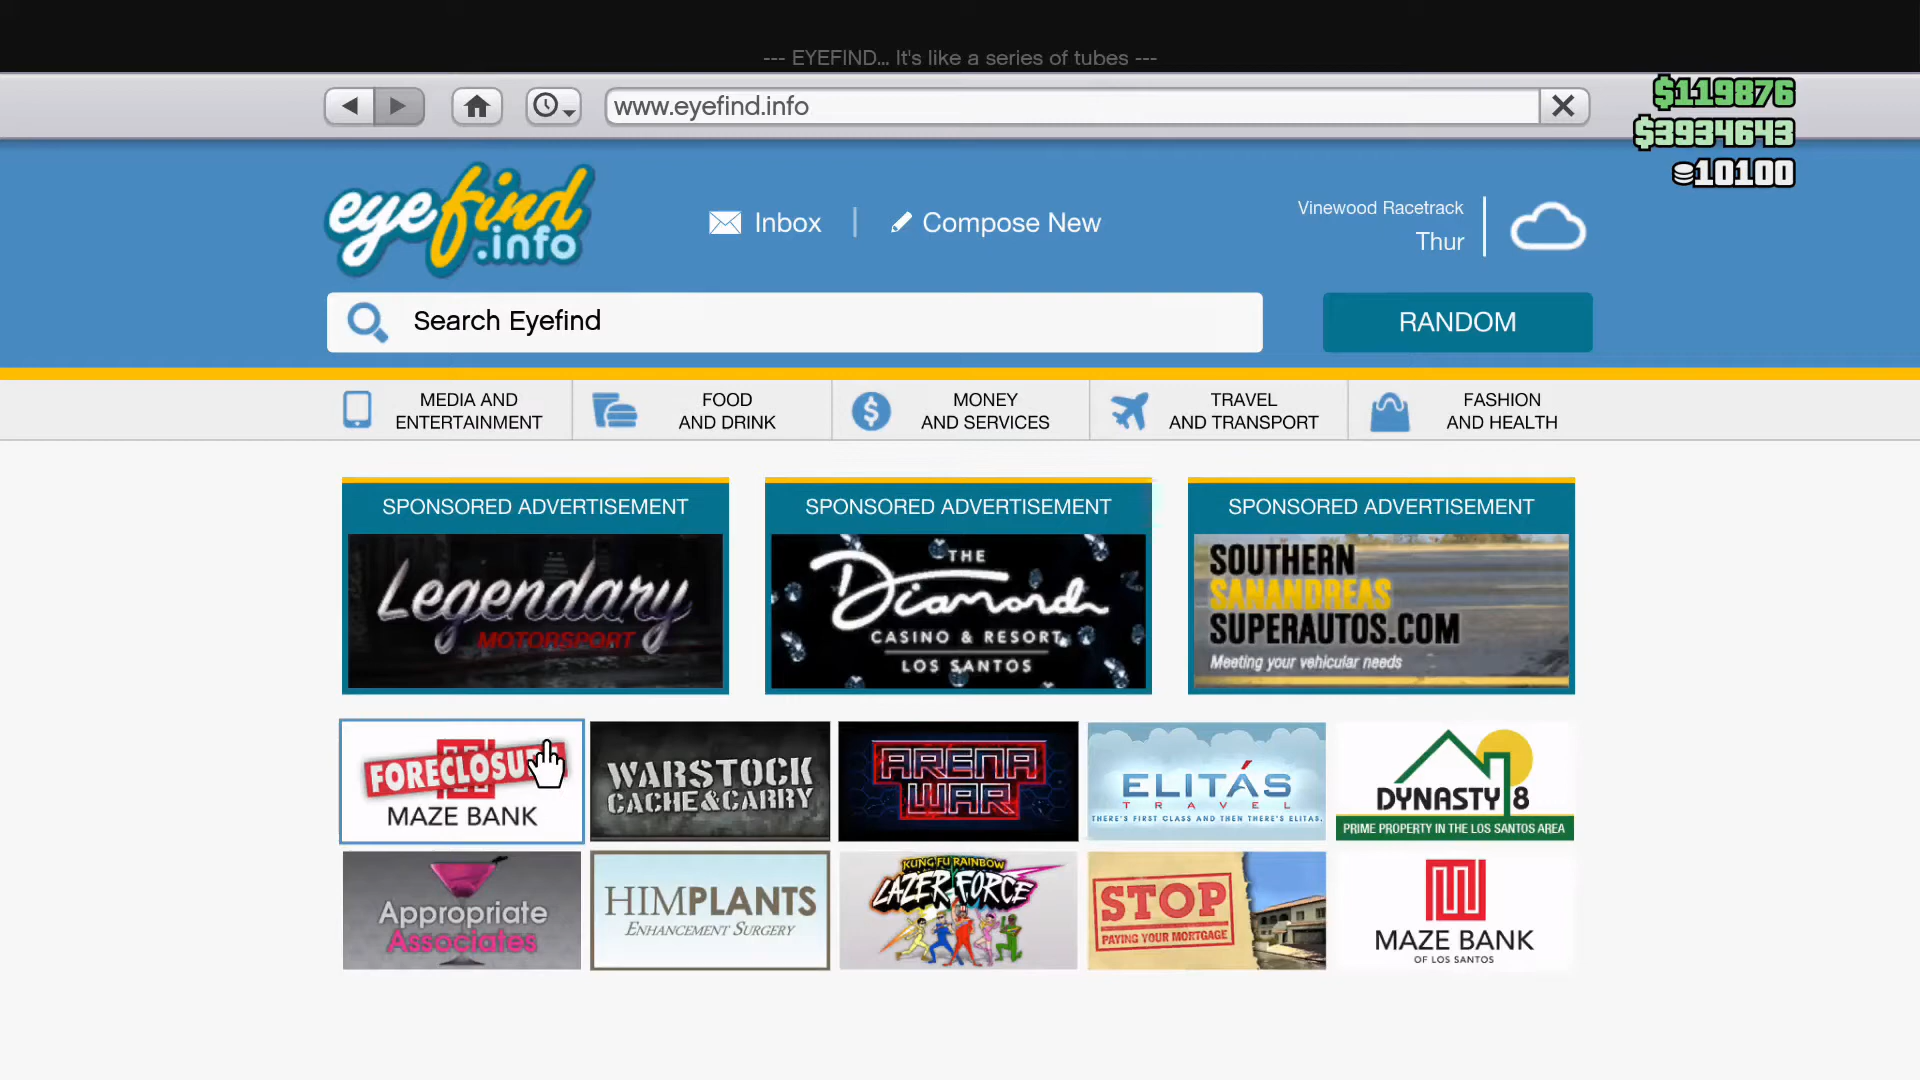 --- EYEFIND... It's like a series of tubes ---
www.eyefind.info
$119876
$3934643
10100
eyefind
.info
Inbox
Compose New
Vinewood Racetrack
Thur
Search Eyefind
RANDOM
MEDIA AND
ENTERTAINMENT
FOOD
AND DRINK
MONEY
AND SERVICES
TRAVEL
AND TRANSPORT
FASHION
AND HEALTH
SPONSORED ADVERTISEMENT
Legendary
MOTORSPORT
SPONSORED ADVERTISEMENT
THE
Diamond
CASINO & RESORT
LOS SANTOS
SPONSORED ADVERTISEMENT
SOUTHERN
SANANDREAS
SUPERAUTOS.COM
Meeting your vehicular needs
MAZE BANK
WARSTOCK
CACHE&CARRY
ARENA
WAR
ELITÁS
TRAVEL
THERE'S FIRST CLASS AND THEN THERE'S ELITAS.
DYNASTY 8
PRIME PROPERTY IN THE LOS SANTOS AREA
Appropriate
Associates
HIMPLANTS
ENHANCEMENT SURGERY
KUNG FU RAINBOW
LAZER FORCE
STOP
PAYING YOUR MORTGAGE
MAZE BANK
OF LOS SANTOS